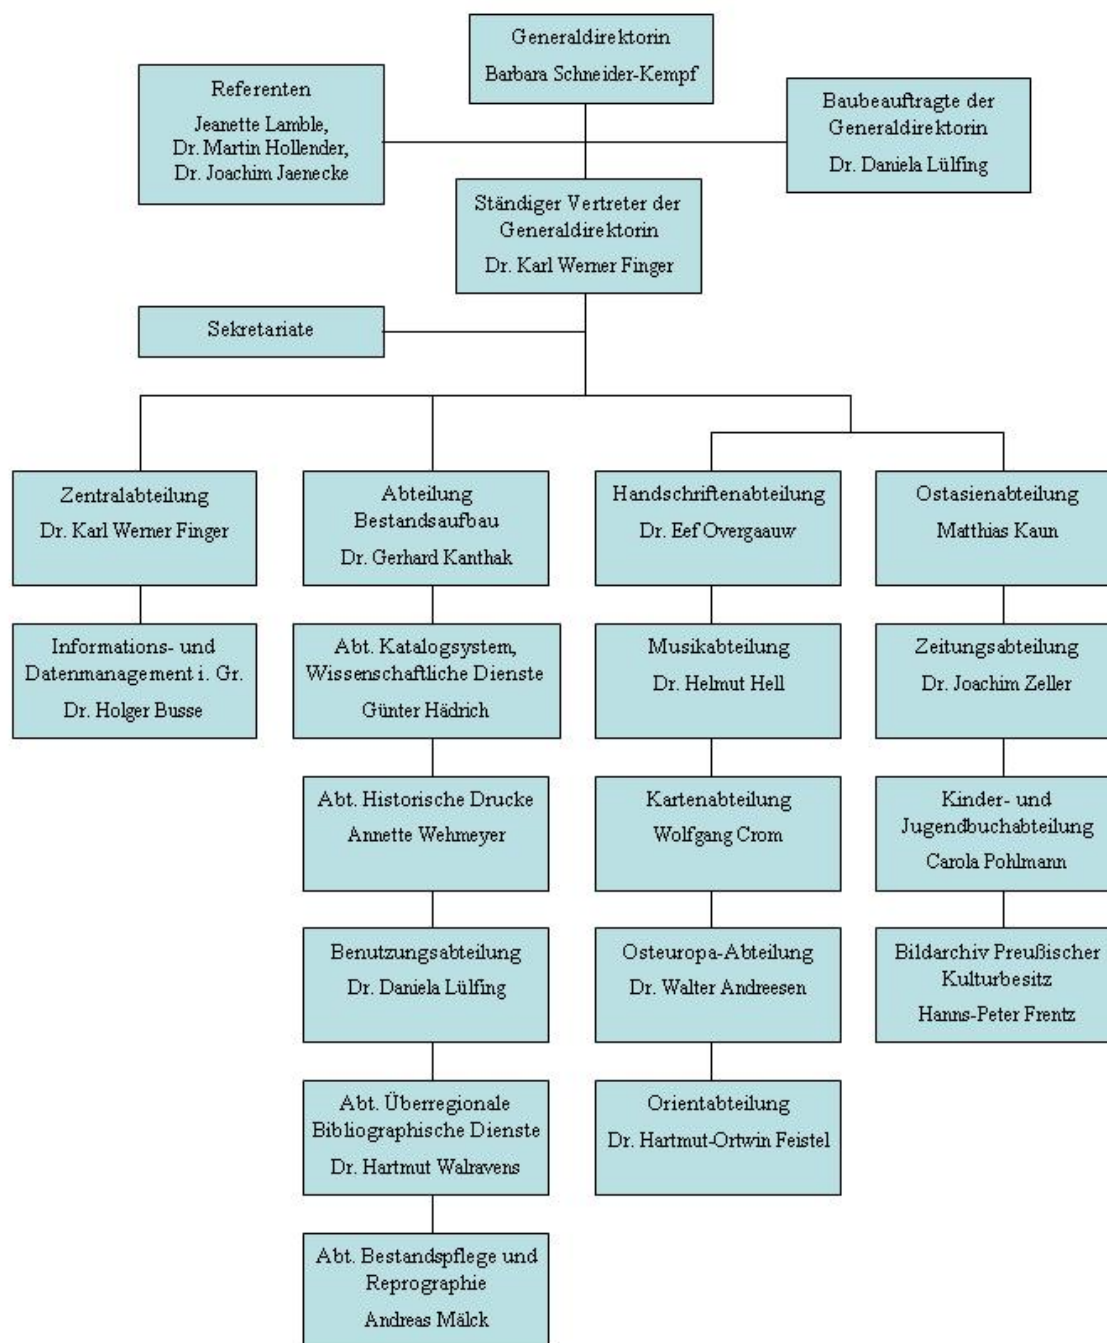 Generaldirektorin
Barbara Schneider-Kempf
Referenten
Jeanette Lamble,
Dr. Martin Hollender,
Dr. Joachim Jaenecke
Baubeauftragte der
Generaldirektorin
Dr. Daniela Lülfing
Ständiger Vertreter der
Generaldirektorin
Dr. Karl Werner Finger
Sekretariate
Zentralabteilung
Dr. Karl Werner Finger
Informations- und
Datenmanagement i. Gr.
Dr. Holger Busse
Abteilung
Bestandsaufbau
Dr. Gerhard Kanthak
Abt. Katalogsystem,
Wissenschaftliche Dienste
Günter Hädrich
Abt. Historische Drucke
Annette Wehmeyer
Benutzungsabteilung
Dr. Daniela Lülfing
Abt. Überregionale
Bibliographische Dienste
Dr. Hartmut Walravens
Abt. Bestandspflege und
Reprographie
Andreas Mälck
Handschriftenabteilung
Dr. Eef Overgaauw
Musikabteilung
Dr. Helmut Hell
Kartenabteilung
Wolfgang Crom
Osteuropa-Abteilung
Dr. Walter Andreesen
Orientabteilung
Dr. Hartmut-Ortwin Feistel
Ostasienabteilung
Matthias Kaun
Zeitungsabteilung
Dr. Joachim Zeller
Kinder- und
Jugendbuchabteilung
Carola Pohlmann
Bildarchiv Preußischer
Kulturbesitz
Hanns-Peter Frentz